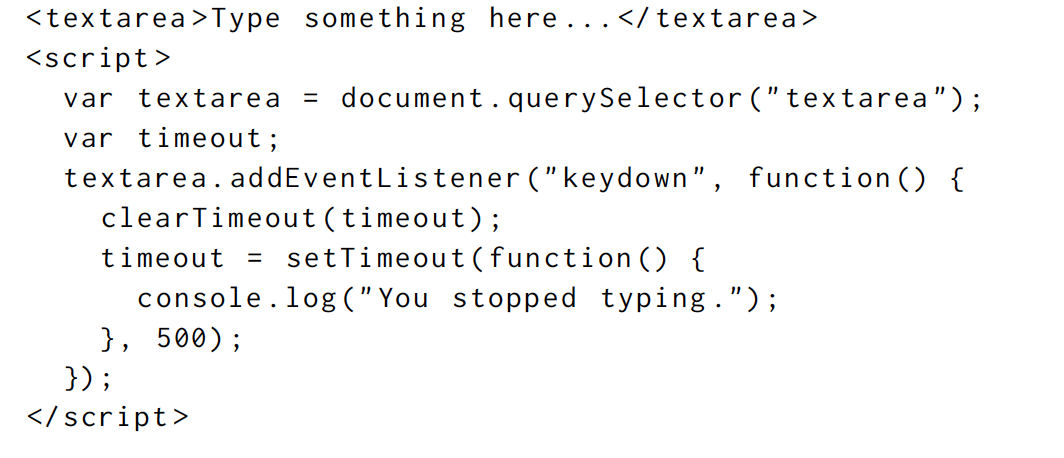 <textarea>Type something here...</textarea>
<script>
  var textarea = document.querySelector("textarea");
  var timeout;
  textarea.addEventListener("keydown", function() {
    clearTimeout(timeout);
    timeout = setTimeout(function() {
      console.log("You stopped typing.");
    }, 500);
  });
</script>